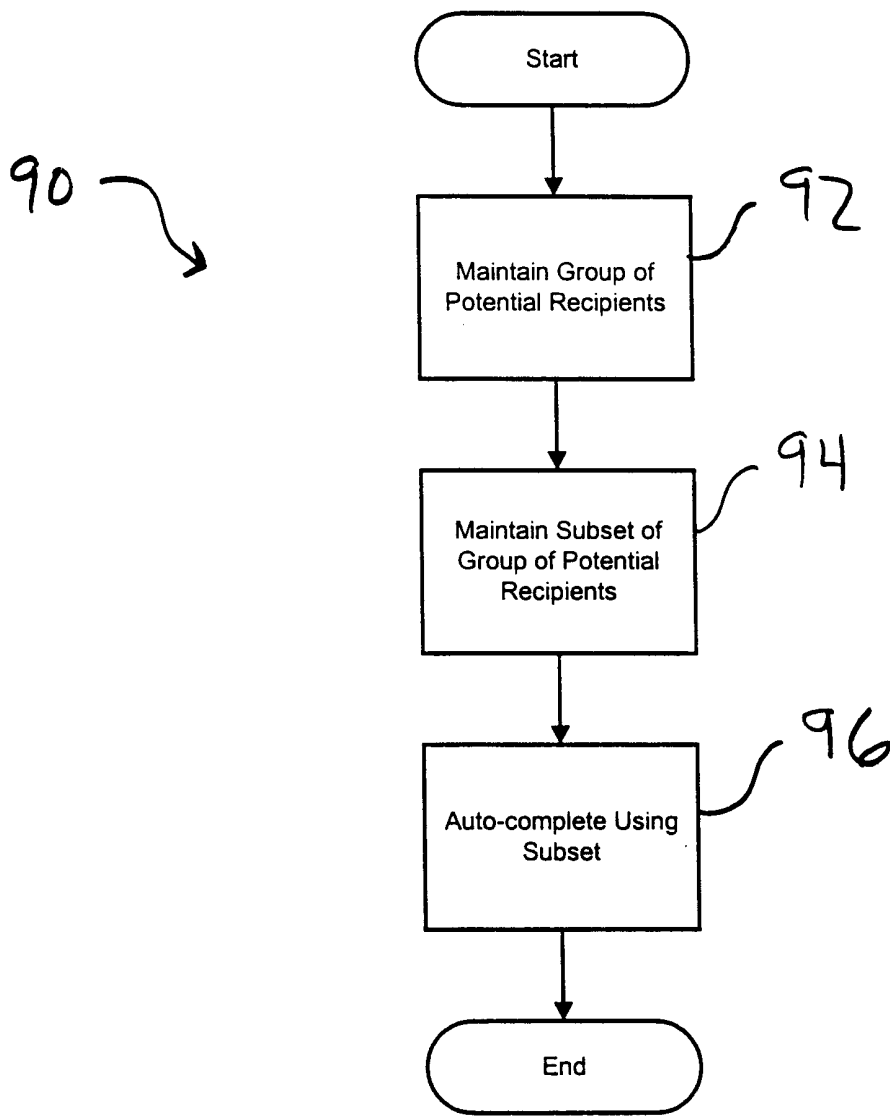 Start
90
92
Maintain Group of
Potential Recipients
94
Maintain Subset of
Group of Potential
Recipients
96
Auto-complete Using
Subset
End